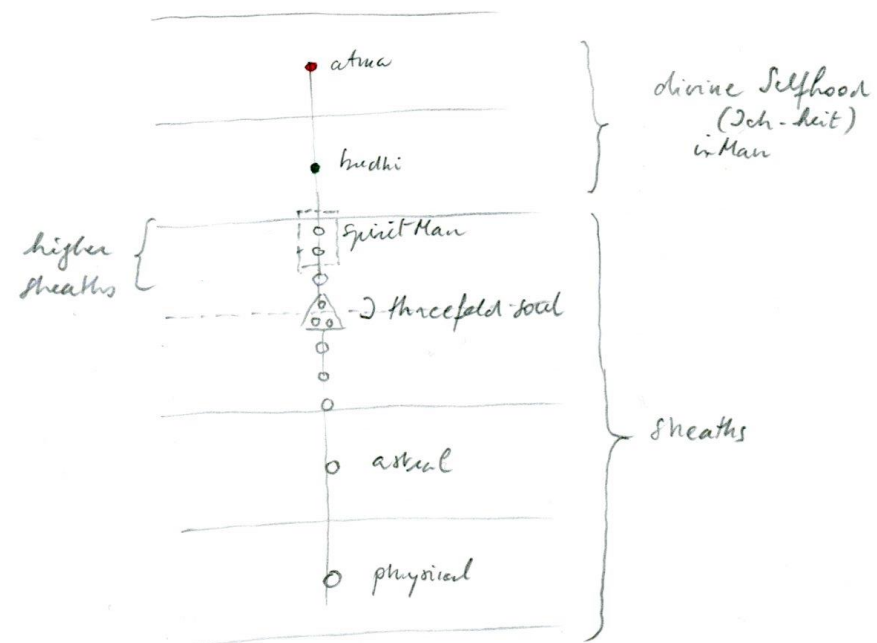 atma
divine Selfhood
(Ich-heit)
in Man
budhi
higher
sheaths
Spirit Man
I threefold-soul
sheaths
astral
physical